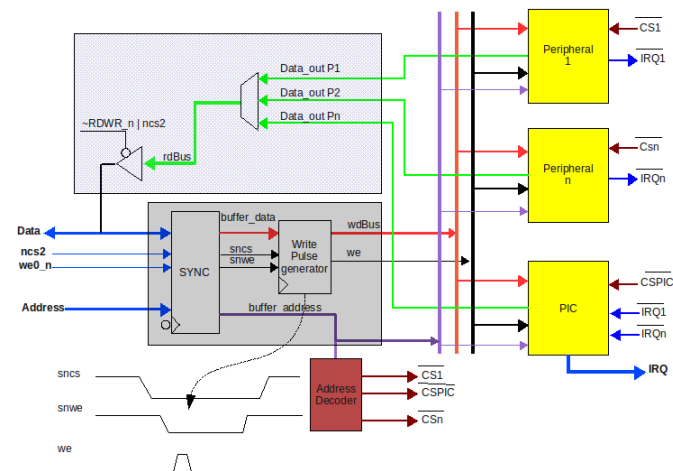 CS1
Peripheral
1
IRQ1
Data_out P1
Data_out P2
Data_out Pn
~RDWR_n | ncs2
rdBus
Csn
Peripheral
n
IRQn
Data
ncs2
we0_n
Address
SYNC
buffer_data
sncs
snwe
Write
Pulse
generator
wdBus
we
buffer_address
CSPIC
PIC
IRQ1
IRQn
IRQ
Address
Decoder
CS1
CSPIC
CSn
sncs
snwe
we